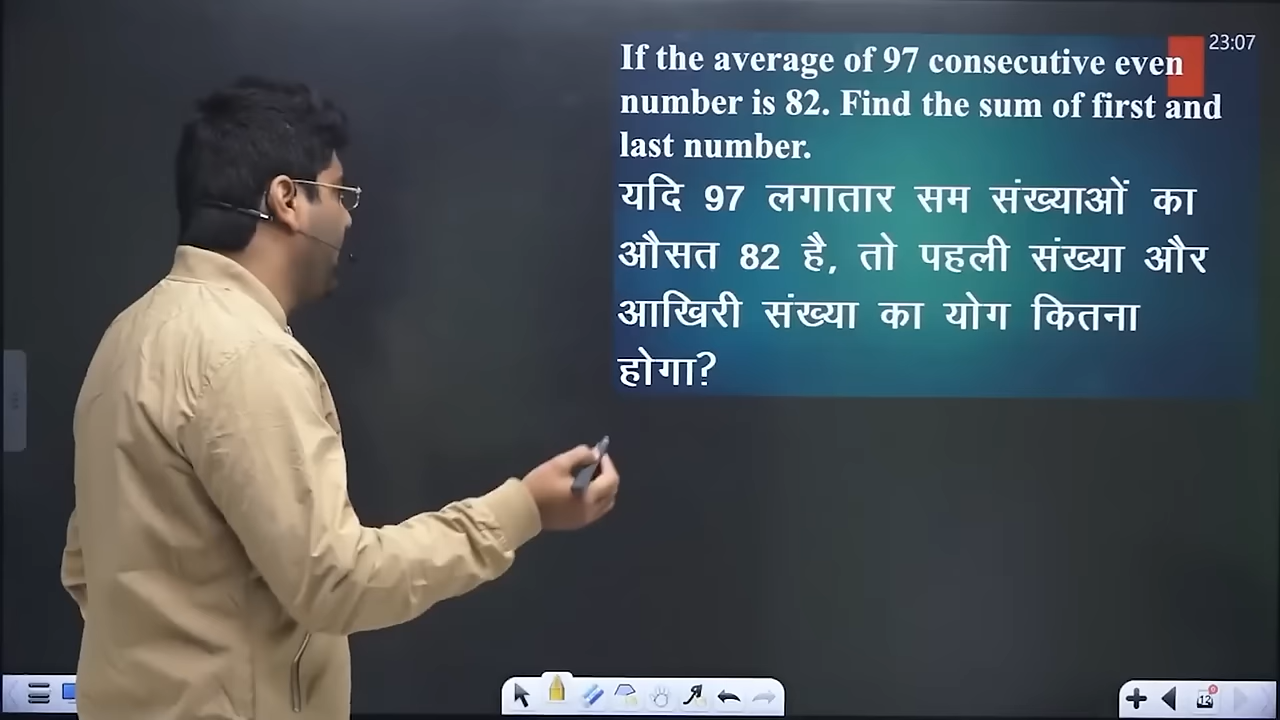 23:07
If the average of 97 consecutive even
number is 82. Find the sum of first and
last number.
यदि 97 लगातार सम संख्याओं का
औसत 82 है, तो पहली संख्या और
आखिरी संख्या का योग कितना
होगा?
12